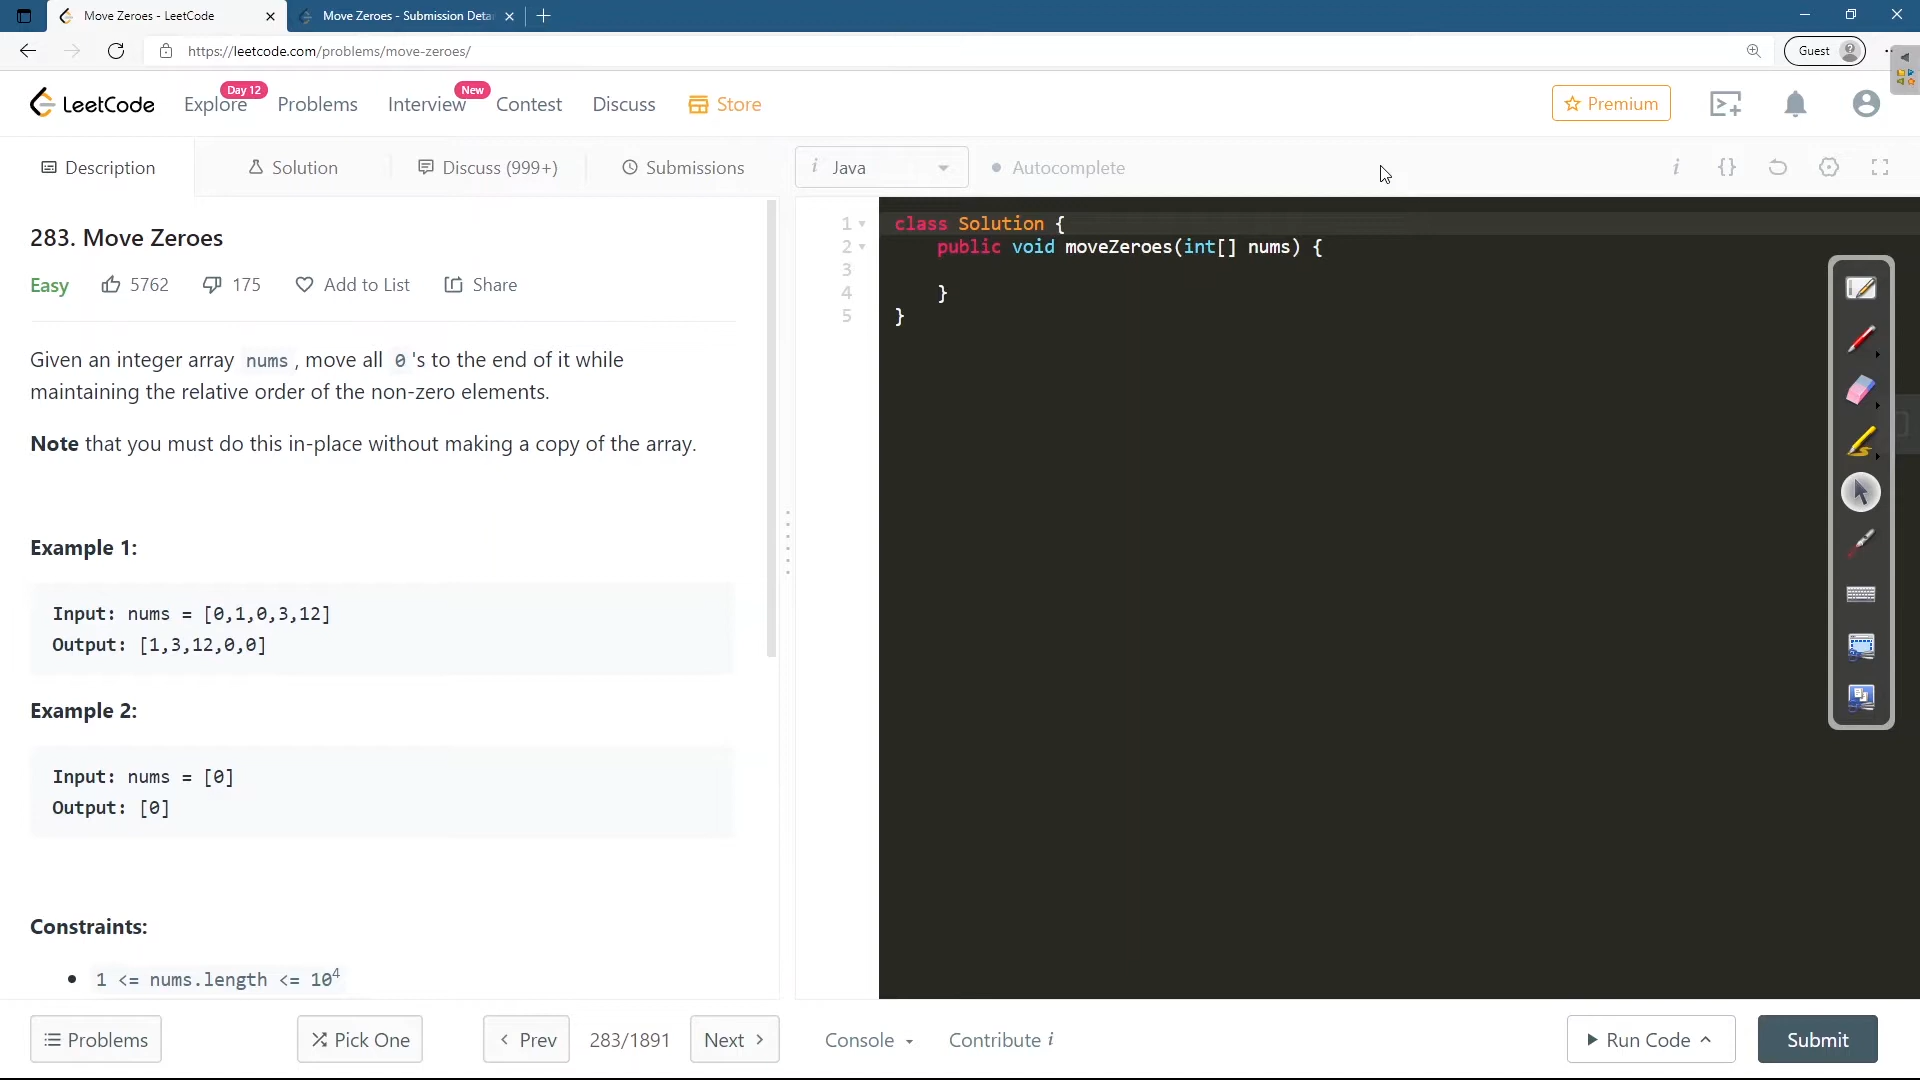 Move Zeroes - LeetCode
Move Zeroes - Submission Deta
https://leetcode.com/problems/move-zeroes/
Guest
LeetCode
Explore
Day 12
Problems
Interview
New
Contest
Discuss
Store
Premium
Description
Solution
Discuss (999+)
Submissions
i Java
Autocomplete
i {}
283. Move Zeroes
Easy 5762 175 Add to List Share
Given an integer array nums, move all 0's to the end of it while
maintaining the relative order of the non-zero elements.
Note that you must do this in-place without making a copy of the array.
Example 1:
Input: nums = [0,1,0,3,12]
Output: [1,3,12,0,0]
Example 2:
Input: nums = [0]
Output: [0]
Constraints:
1 <= nums.length <= 10⁴
1 class Solution {
2 public void moveZeroes(int[] nums) {
3
4 }
5 }
Problems
Pick One
Prev
283/1891
Next
Console
Contribute i
Run Code
Submit